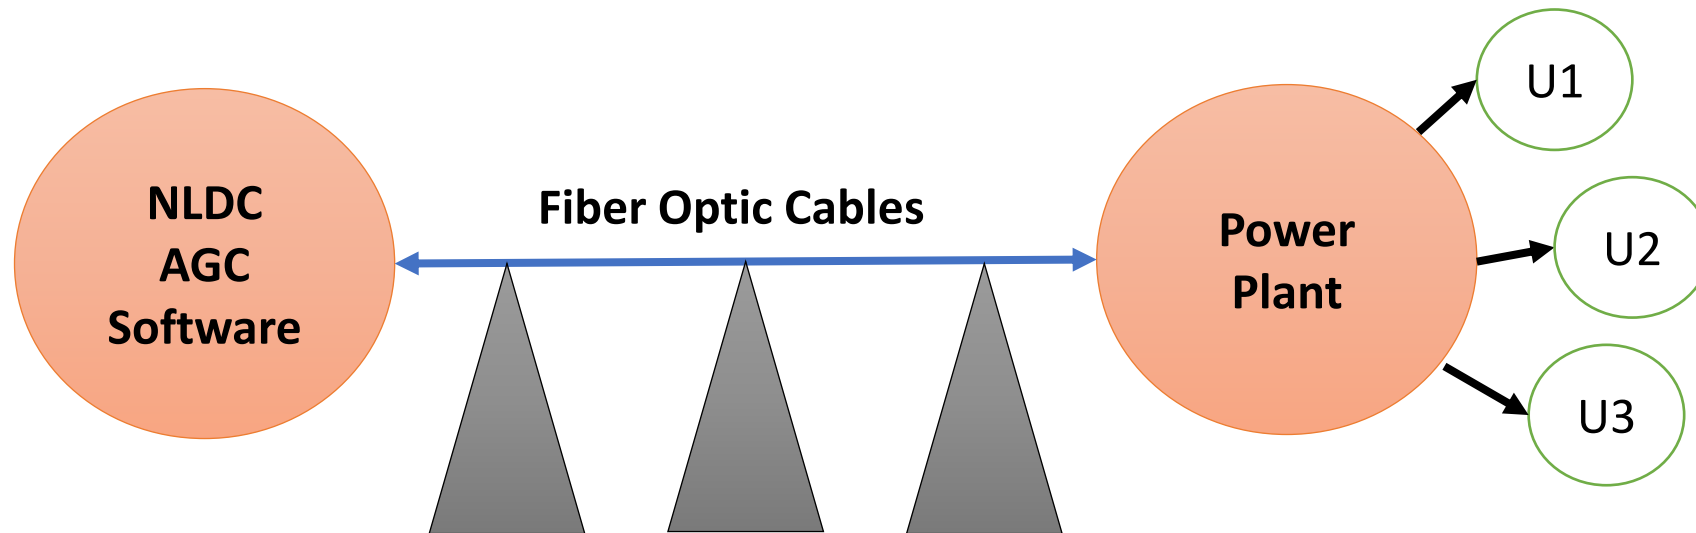 NLDC
AGC
Software
Fiber Optic Cables
Power
Plant
U1
U2
U3